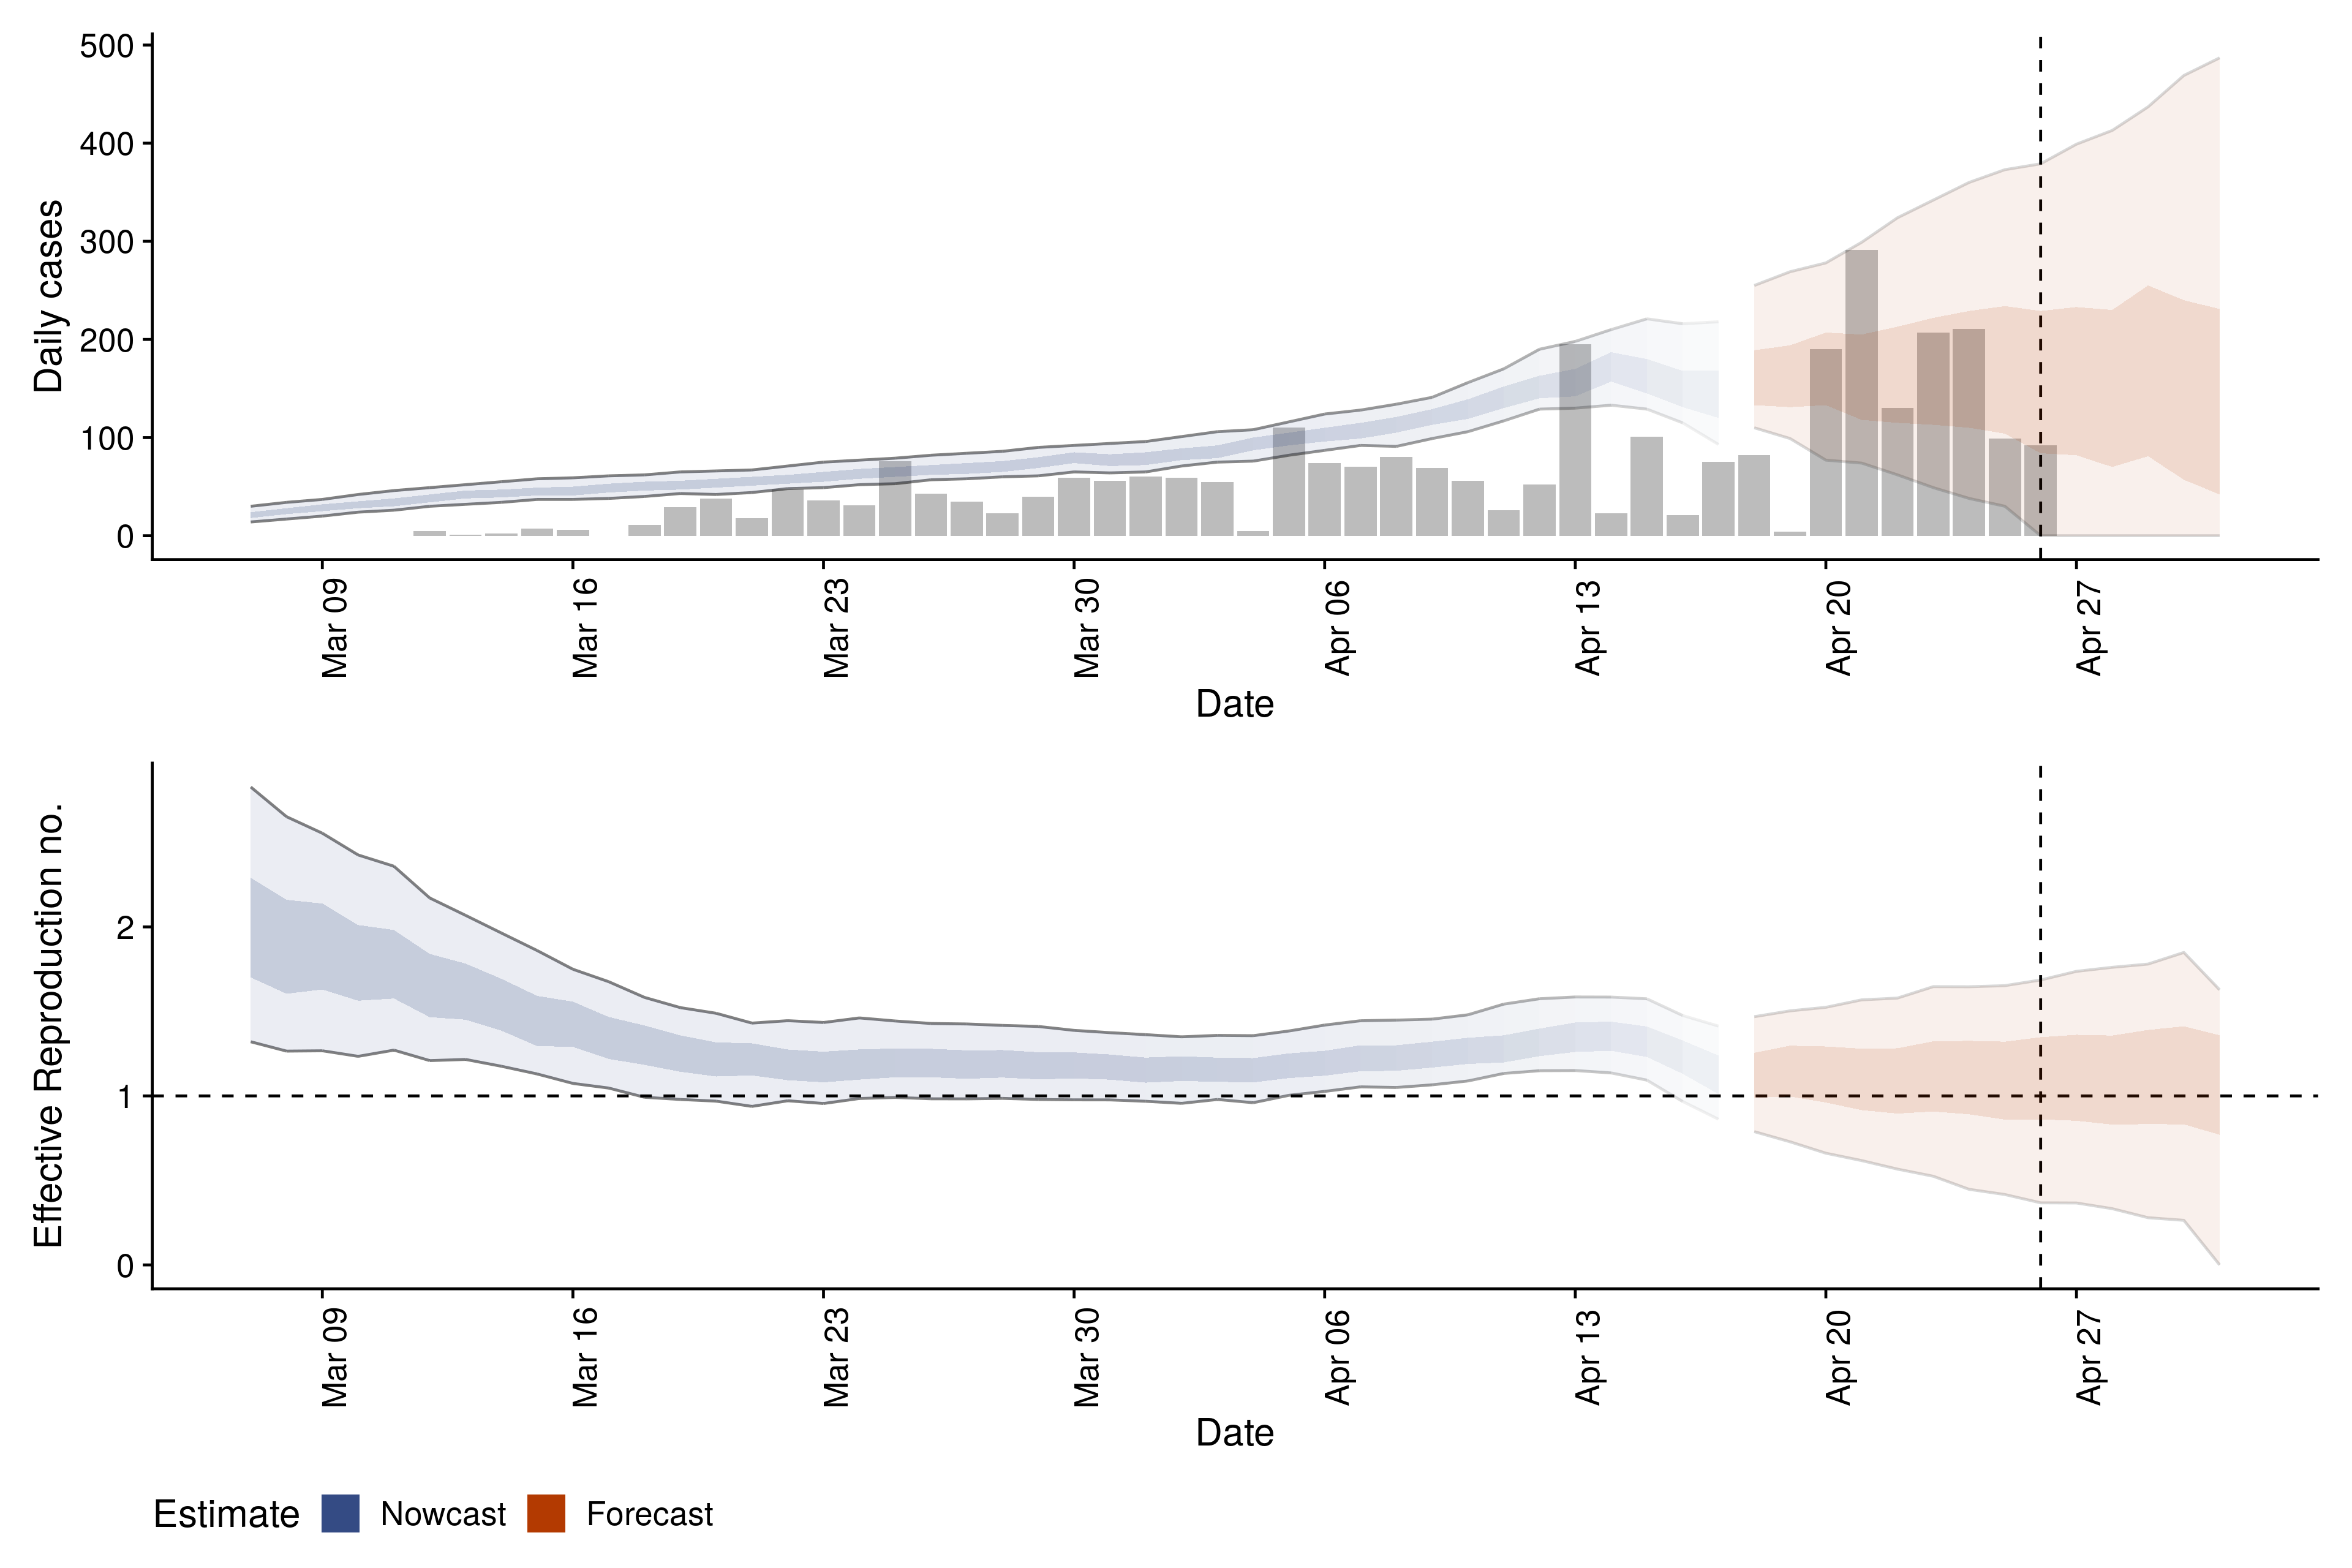 500
400
300
200
100
0
Daily cases
Mar 09
Mar 16
Mar 23
Mar 30
Apr 06
Apr 13
Apr 20
Apr 27
Date
2
1
0
Effective Reproduction no.
Mar 09
Mar 16
Mar 23
Mar 30
Apr 06
Apr 13
Apr 20
Apr 27
Date
Estimate Nowcast Forecast